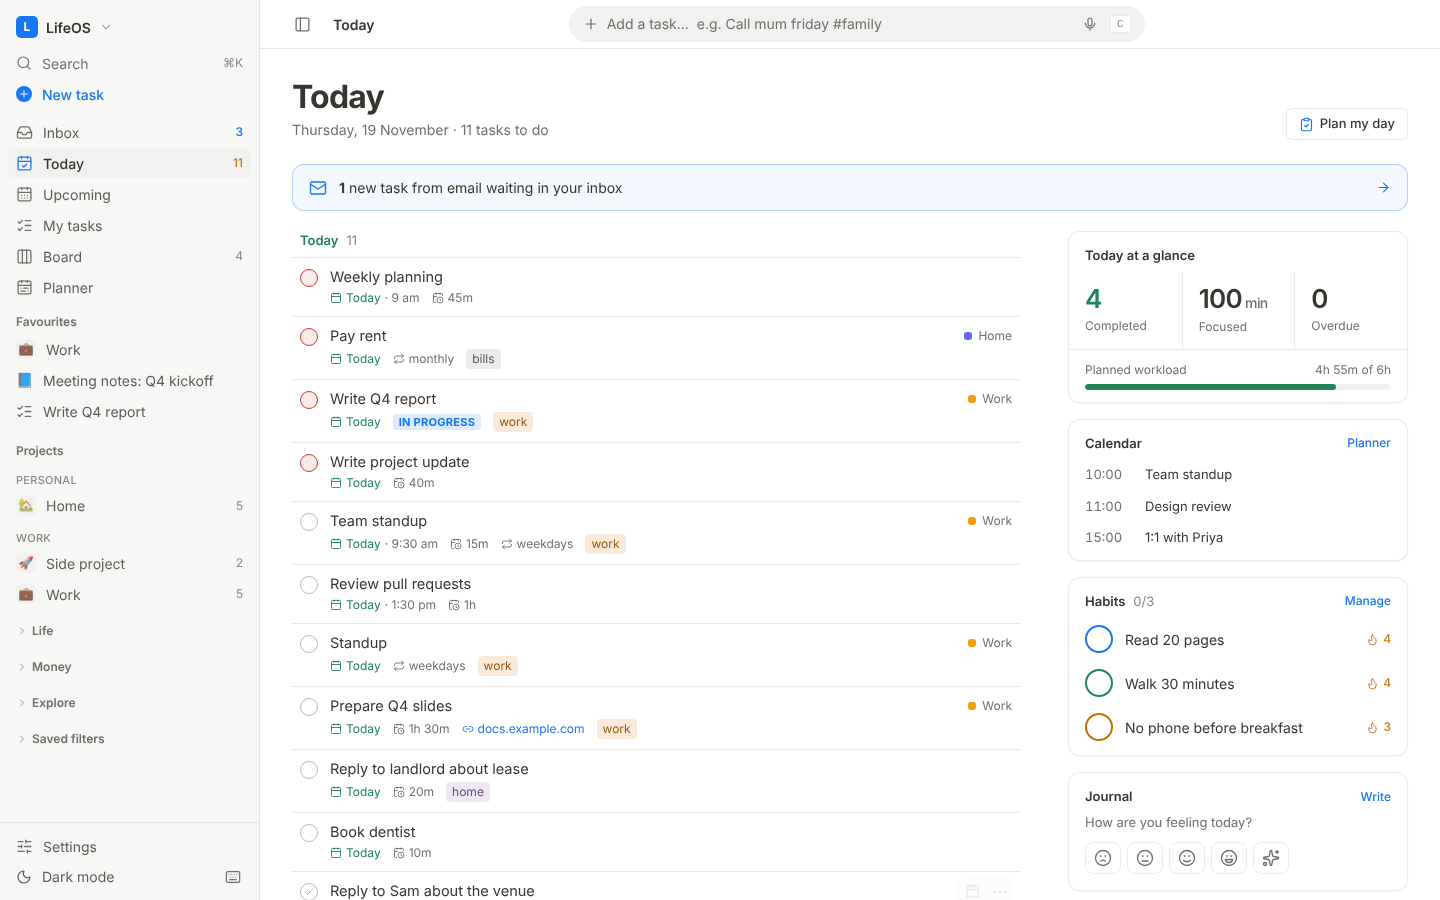 L LifeOS
Search ⌘K
New task
Inbox 3
Today 11
Upcoming
My tasks
Board 4
Planner
Favourites
Work
Meeting notes: Q4 kickoff
Write Q4 report
Projects
PERSONAL
Home 5
WORK
Side project 2
Work 5
Life
Money
Explore
Saved filters
Settings
Dark mode
Today
Add a task... e.g. Call mum friday #family C
Today
Thursday, 19 November · 11 tasks to do
Plan my day
1 new task from email waiting in your inbox
Today 11
Weekly planning
Today · 9 am 45m
Pay rent Home
Today monthly bills
Write Q4 report Work
Today IN PROGRESS work
Write project update
Today 40m
Team standup Work
Today · 9:30 am 15m weekdays work
Review pull requests
Today · 1:30 pm 1h
Standup Work
Today weekdays work
Prepare Q4 slides Work
Today 1h 30m docs.example.com work
Reply to landlord about lease
Today 20m home
Book dentist
Today 10m
Reply to Sam about the venue
Today at a glance
4 100 min 0
Completed Focused Overdue
Planned workload 4h 55m of 6h
Calendar Planner
10:00 Team standup
11:00 Design review
15:00 1:1 with Priya
Habits 0/3 Manage
Read 20 pages 4
Walk 30 minutes 4
No phone before breakfast 3
Journal Write
How are you feeling today?